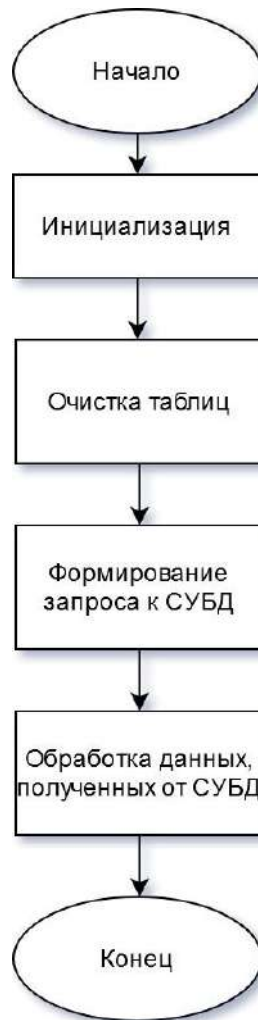 Начало
Инициализация
Очистка таблиц
Формирование
запроса к СУБД
Обработка данных,
полученных от СУБД
Конец